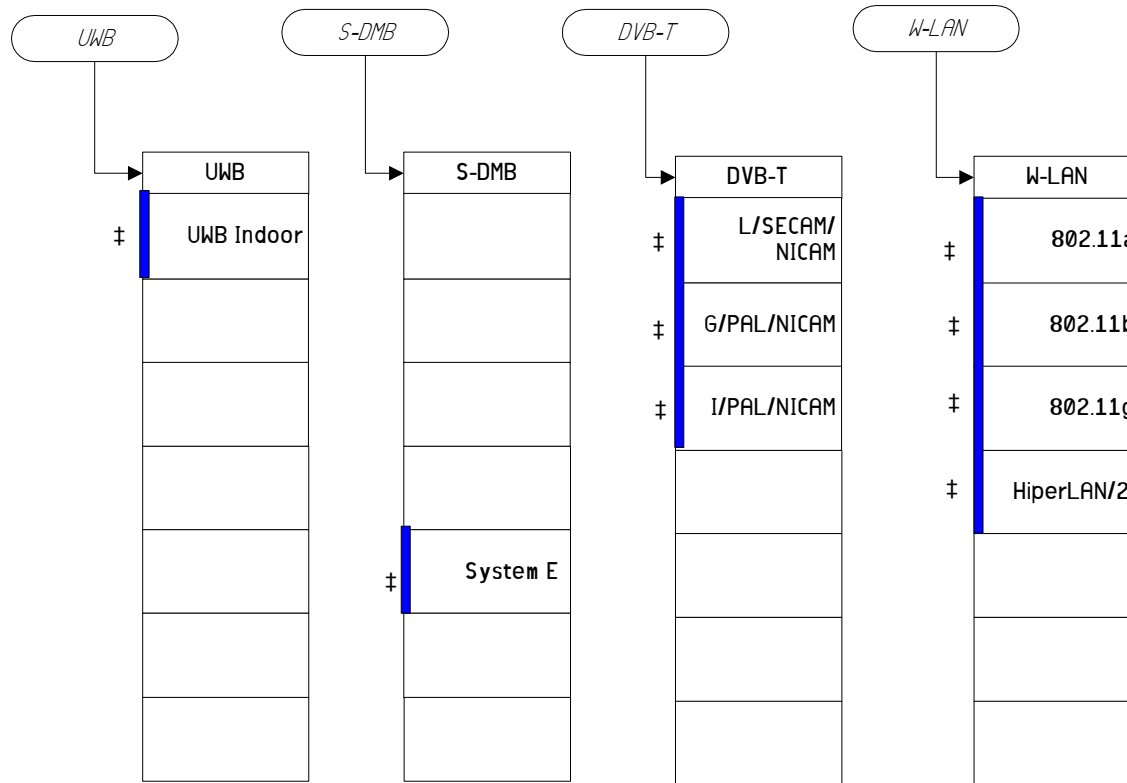 UWB
S-DMB
DVB-T
W-LAN
UWB
‡
UWB Indoor
S-DMB
‡
System E
DVB-T
‡
L/SECAM/
NICAM
‡
G/PAL/NICAM
‡
I/PAL/NICAM
W-LAN
‡
802.11a
‡
802.11b
‡
802.11g
‡
HiperLAN/2